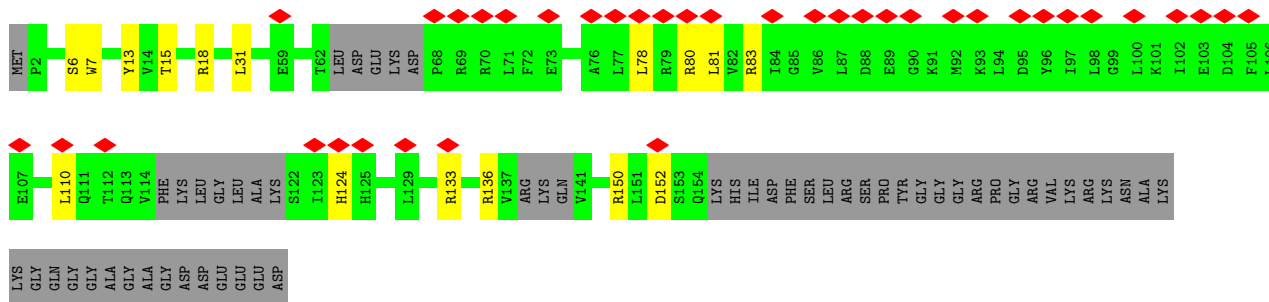 MET P2 S6 W7 Y13 V14 T15 R18 L31 E59 T62 LEU ASP GLU LYS ASP P68 R69 R70 L71 F72 E73 A76 L77 L78 R79 R80 L81 V82 R83 I84 G85 V86 L87 D88 E89 G90 K91 M92 K93 L94 D95 Y96 I97 L98 G99 L100 K101 I102 E103 D104 F105 L106
E107 L110 Q111 T112 Q113 V114 PHE LYS LEU GLY LEU ALA LYS S122 I123 H124 H125 L129 R133 R136 V137 ARG LYS GLN V141 R150 L151 D152 S153 Q154 LYS HIS ILE ASP PHE SER LEU ARG SER PRO TYR GLY GLY GLY ARG PRO GLY ARG VAL LYS ARG LYS ASN ALA LYS
LYS GLY GLN GLY GLY ALA GLY ALA GLY ASP ASP GLU GLU GLU ASP